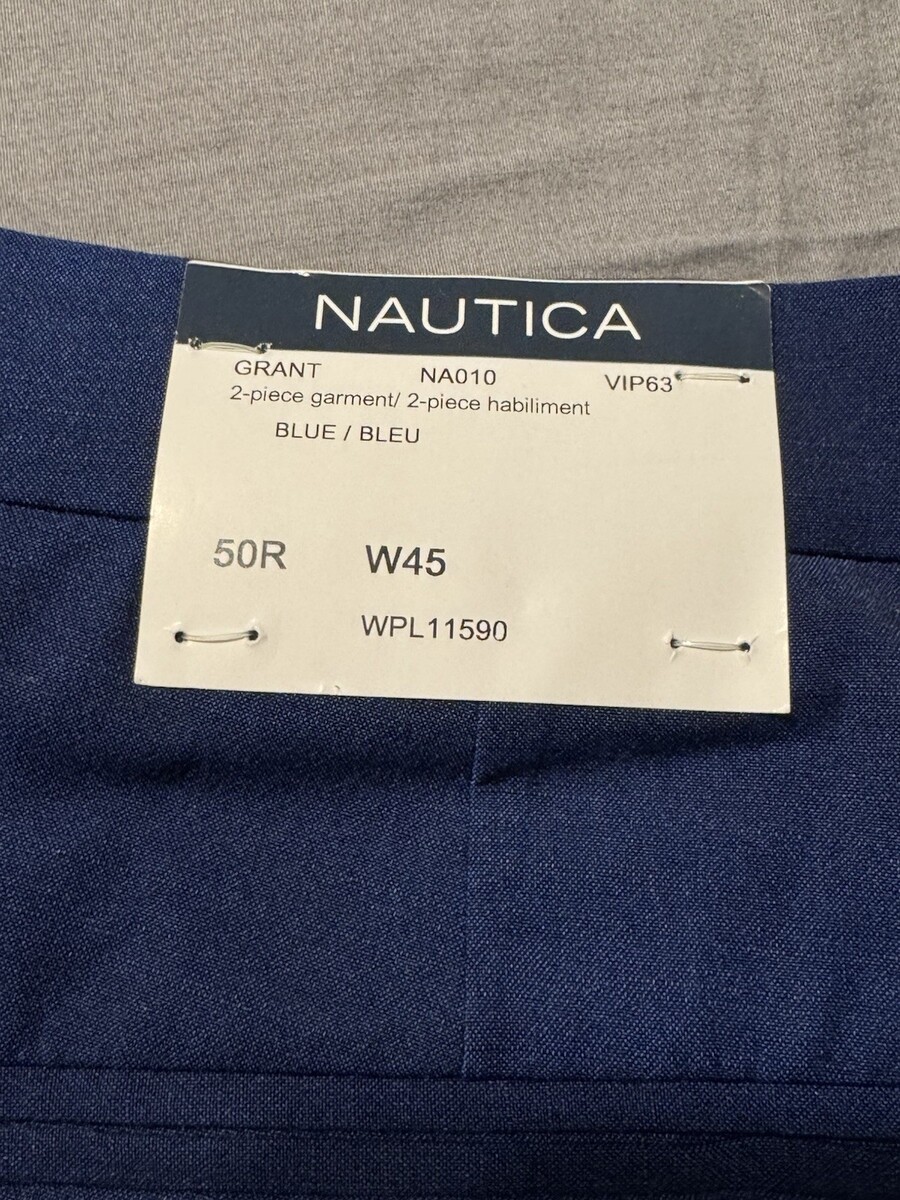 NAUTICA
GRANT NA010 VIP63
2-piece garment/ 2-piece habiliment
BLUE / BLEU
50R W45
WPL11590